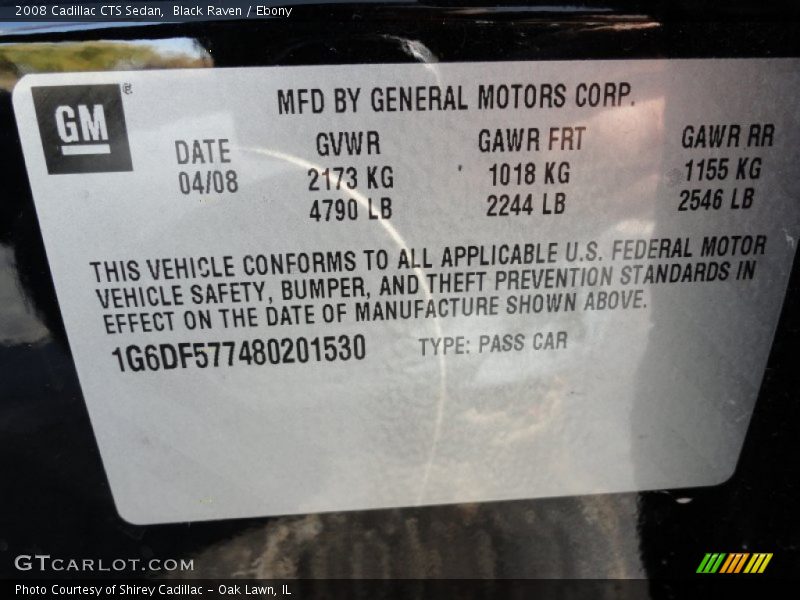 2008 Cadillac CTS Sedan, Black Raven / Ebony
GM ®
MFD BY GENERAL MOTORS CORP.
DATE GVWR GAWR FRT GAWR RR
04/08 2173 KG 1018 KG 1155 KG
4790 LB 2244 LB 2546 LB
THIS VEHICLE CONFORMS TO ALL APPLICABLE U.S. FEDERAL MOTOR
VEHICLE SAFETY, BUMPER, AND THEFT PREVENTION STANDARDS IN
EFFECT ON THE DATE OF MANUFACTURE SHOWN ABOVE.
1G6DF577480201530 TYPE: PASS CAR
GTCARLOT.COM
Photo Courtesy of Shirey Cadillac - Oak Lawn, IL